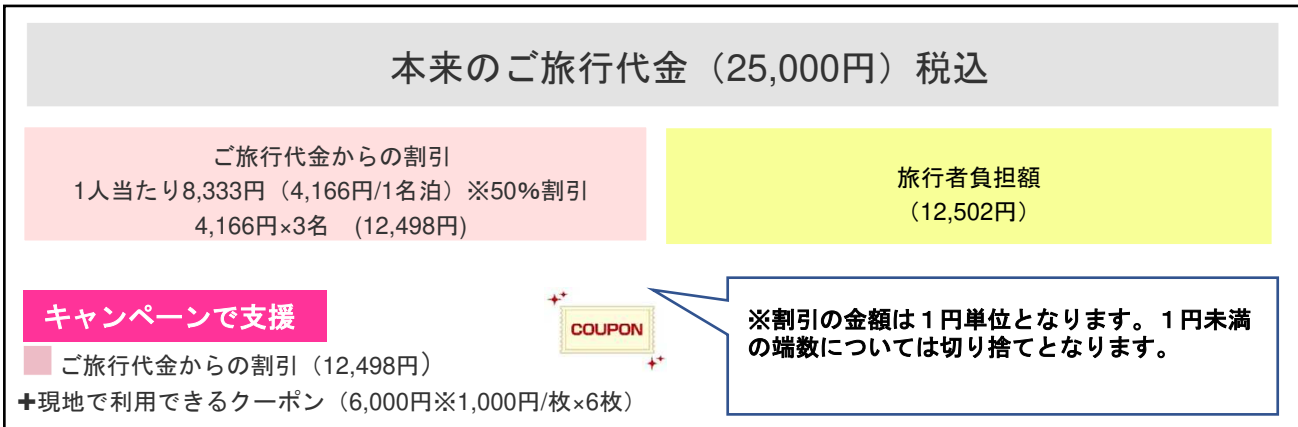 本来のご旅行代金（25,000円）税込
ご旅行代金からの割引
1人当たり8,333円（4,166円/1名泊）※50%割引
4,166円×3名　(12,498円)
旅行者負担額
（12,502円）
キャンペーンで支援
COUPON
ご旅行代金からの割引（12,498円）
+現地で利用できるクーポン（6,000円※1,000円/枚×6枚）
※割引の金額は１円単位となります。１円未満
の端数については切り捨てとなります。